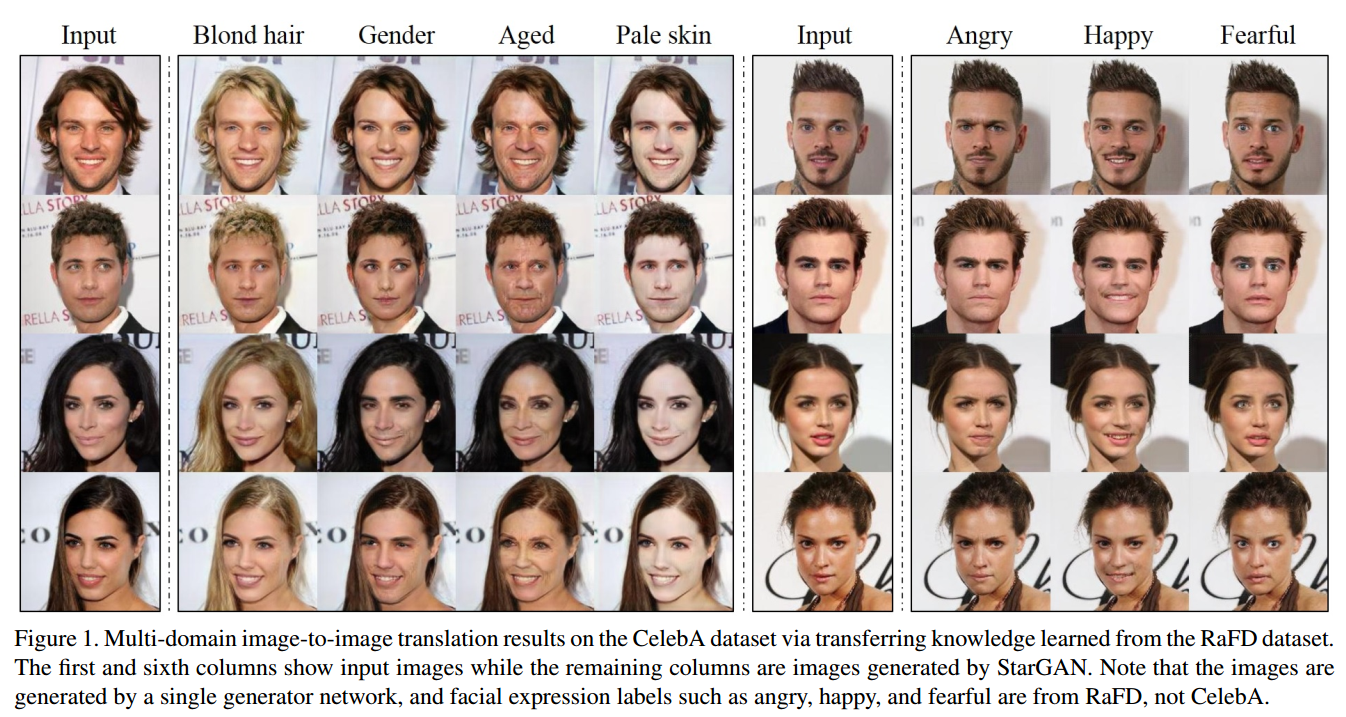 Input Blond hair Gender Aged Pale skin Input Angry Happy Fearful
LLA STORY
RELLA S
Figure 1. Multi-domain image-to-image translation results on the CelebA dataset via transferring knowledge learned from the RaFD dataset.
The first and sixth columns show input images while the remaining columns are images generated by StarGAN. Note that the images are
generated by a single generator network, and facial expression labels such as angry, happy, and fearful are from RaFD, not CelebA.